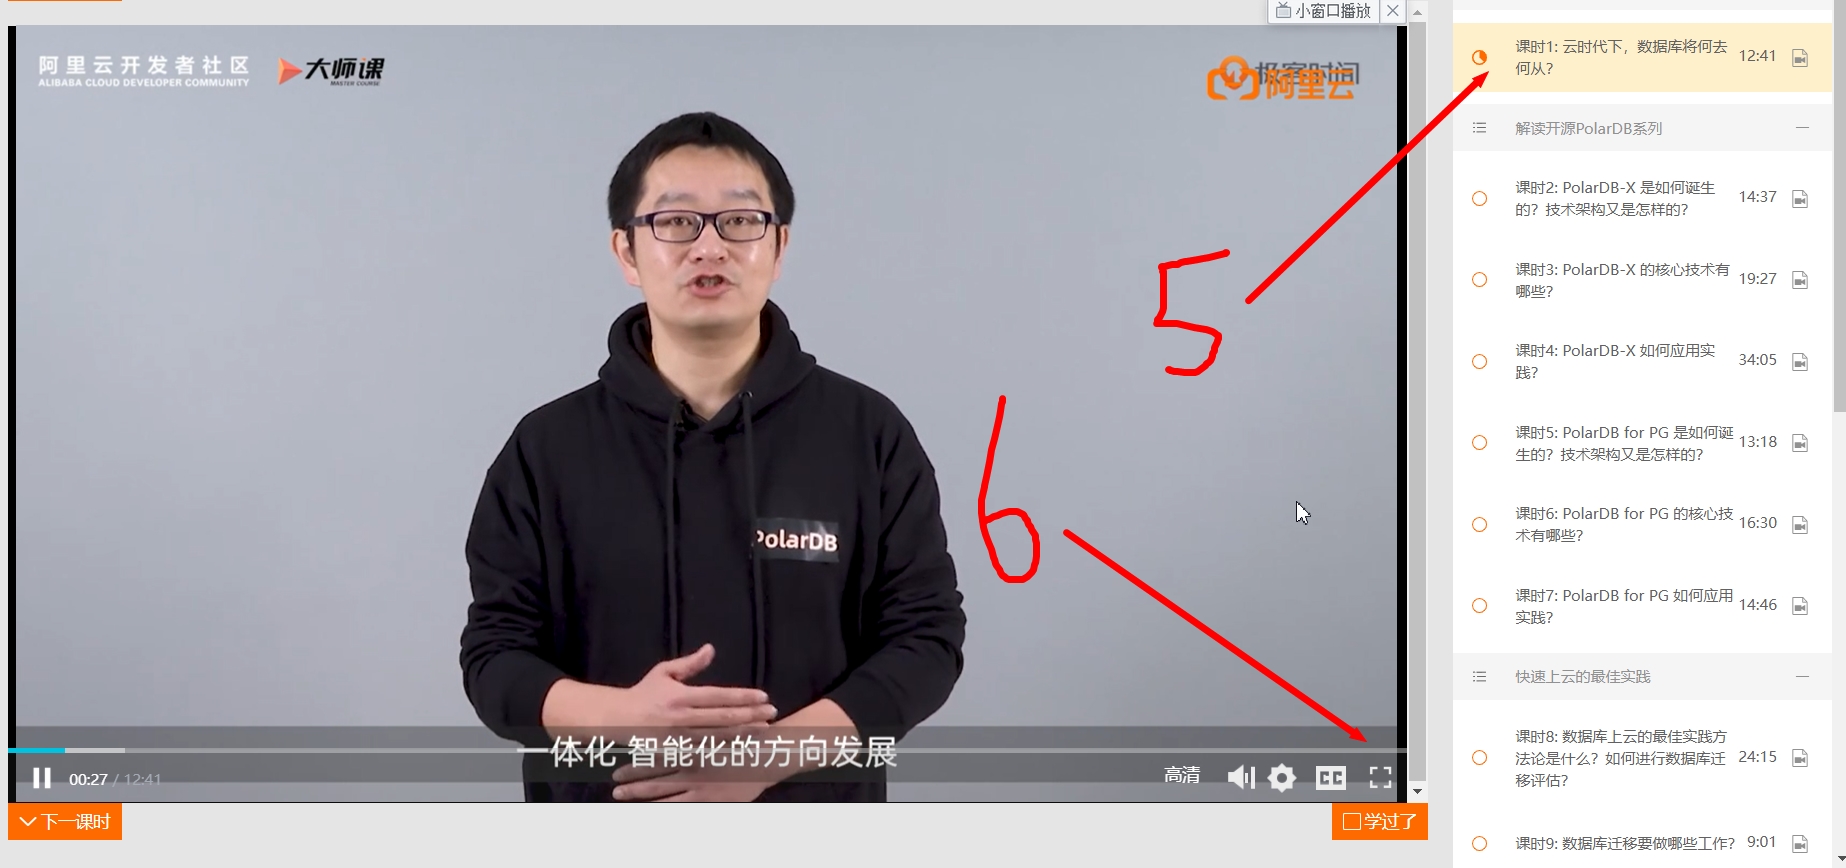 小窗口播放
阿里云开发者社区
ALIBABA CLOUD DEVELOPER COMMUNITY
大师课
MASTER COURSE
极客时间
阿里云
5
6
PolarDB
一体化 智能化的方向发展
00:27 / 12:41
高清
CC
下一课时
学过了
课时1: 云时代下，数据库将何去
何从？
12:41
解读开源PolarDB系列
课时2: PolarDB-X 是如何诞生
的？技术架构又是怎样的？
14:37
课时3: PolarDB-X 的核心技术有
哪些？
19:27
课时4: PolarDB-X 如何应用实
践？
34:05
课时5: PolarDB for PG 是如何诞
生的？技术架构又是怎样的？
13:18
课时6: PolarDB for PG 的核心技
术有哪些？
16:30
课时7: PolarDB for PG 如何应用
实践？
14:46
快速上云的最佳实践
课时8: 数据库上云的最佳实践方
法论是什么？如何进行数据库迁
移评估？
24:15
课时9: 数据库迁移要做哪些工作？
9:01